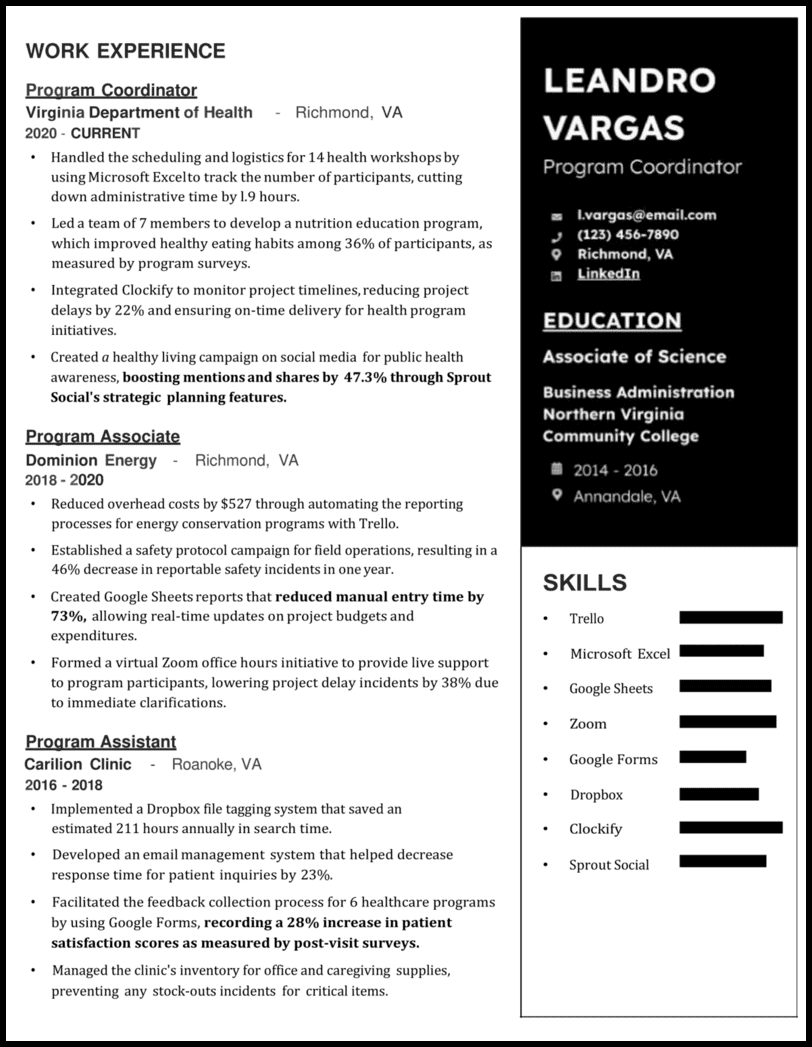 WORK EXPERIENCE
Program Coordinator
Virginia Department of Health - Richmond, VA
2020 - CURRENT
• Handled the scheduling and logistics for 14 health workshops by
using Microsoft Excel to track the number of participants, cutting
down administrative time by l.9 hours.
• Led a team of 7 members to develop a nutrition education program,
which improved healthy eating habits among 36% of participants, as
measured by program surveys.
• Integrated Clockify to monitor project timelines, reducing project
delays by 22% and ensuring on-time delivery for health program
initiatives.
• Created a healthy living campaign on social media for public health
awareness, boosting mentions and shares by 47.3% through Sprout
Social's strategic planning features.
Program Associate
Dominion Energy - Richmond, VA
2018 - 2020
• Reduced overhead costs by $527 through automating the reporting
processes for energy conservation programs with Trello.
• Established a safety protocol campaign for field operations, resulting in a
46% decrease in reportable safety incidents in one year.
• Created Google Sheets reports that reduced manual entry time by
73%, allowing real-time updates on project budgets and
expenditures.
• Formed a virtual Zoom office hours initiative to provide live support
to program participants, lowering project delay incidents by 38% due
to immediate clarifications.
Program Assistant
Carilion Clinic - Roanoke, VA
2016 - 2018
• Implemented a Dropbox file tagging system that saved an
estimated 211 hours annually in search time.
• Developed an email management system that helped decrease
response time for patient inquiries by 23%.
• Facilitated the feedback collection process for 6 healthcare programs
by using Google Forms, recording a 28% increase in patient
satisfaction scores as measured by post-visit surveys.
• Managed the clinic's inventory for office and caregiving supplies,
preventing any stock-outs incidents for critical items.
LEANDRO
VARGAS
Program Coordinator
l.vargas@email.com
(123) 456-7890
Richmond, VA
LinkedIn
EDUCATION
Associate of Science
Business Administration
Northern Virginia
Community College
2014 - 2016
Annandale, VA
SKILLS
• Trello
• Microsoft Excel
• Google Sheets
• Zoom
• Google Forms
• Dropbox
• Clockify
• Sprout Social